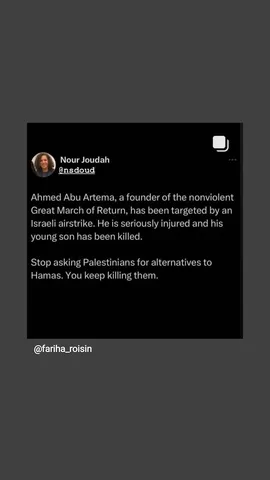 Nour Joudah
@nsdoud
Ahmed Abu Artema, a founder of the nonviolent
Great March of Return, has been targeted by an
Israeli airstrike. He is seriously injured and his
young son has been killed.
Stop asking Palestinians for alternatives to
Hamas. You keep killing them.
@fariha_roisin